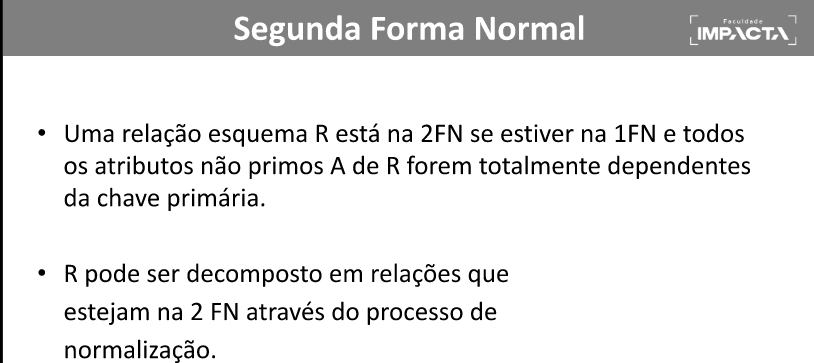 Segunda Forma Normal
Faculdade
IMPACTA
• Uma relação esquema R está na 2FN se estiver na 1FN e todos
os atributos não primos A de R forem totalmente dependentes
da chave primária.
• R pode ser decomposto em relações que
estejam na 2 FN através do processo de
normalização.